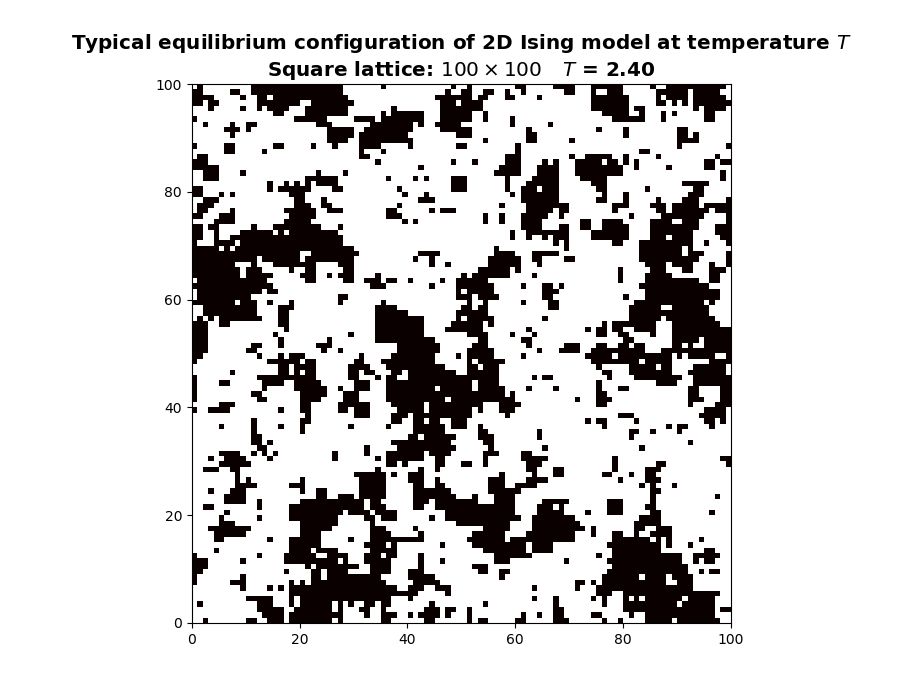 Typical equilibrium configuration of 2D Ising model at temperature T
Square lattice: 100 × 100 T = 2.40
100
80
60
40
20
0
0 20 40 60 80 100